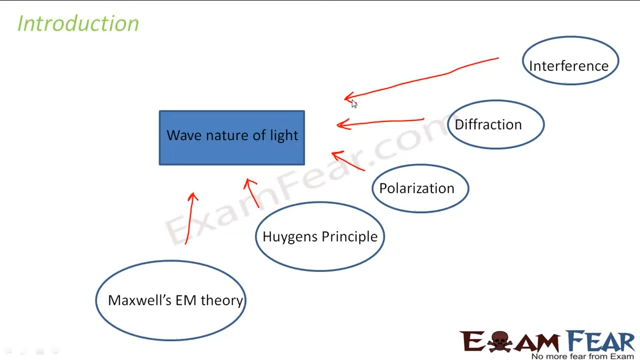 Introduction
Interference
Wave nature of light
Diffraction
Polarization
Huygens Principle
Maxwell's EM theory
ExamFear.com
EXAM FEAR
No more fear from Exam